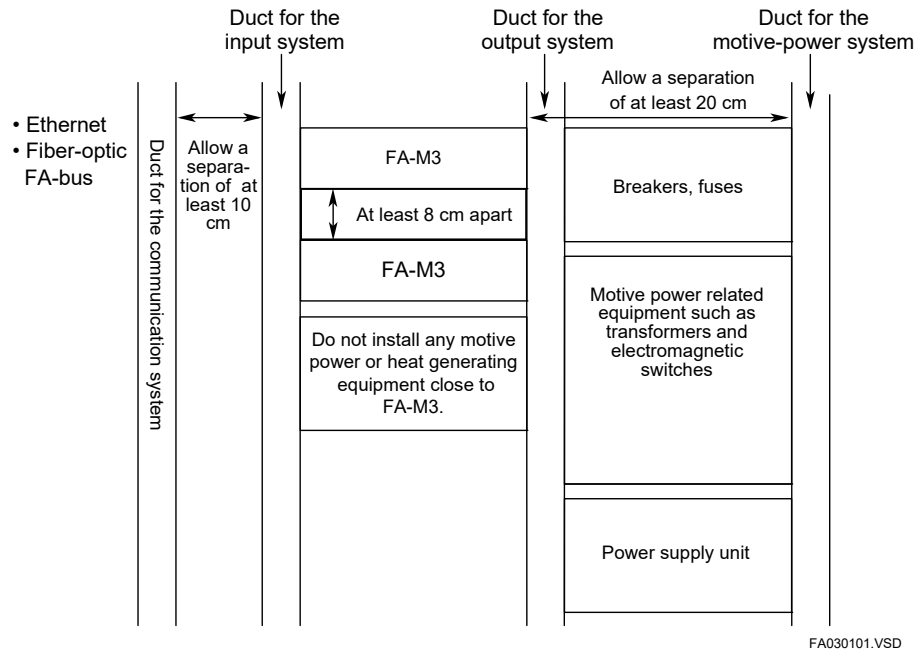 Duct for the
input system
Duct for the
output system
Duct for the
motive-power system
• Ethernet
• Fiber-optic
FA-bus
Duct for the communication system
Allow a
separa-
tion of at
least 10
cm
FA-M3
At least 8 cm apart
FA-M3
Do not install any motive
power or heat generating
equipment close to
FA-M3.
Allow a separation
of at least 20 cm
Breakers, fuses
Motive power related
equipment such as
transformers and
electromagnetic
switches
Power supply unit
FA030101.VSD